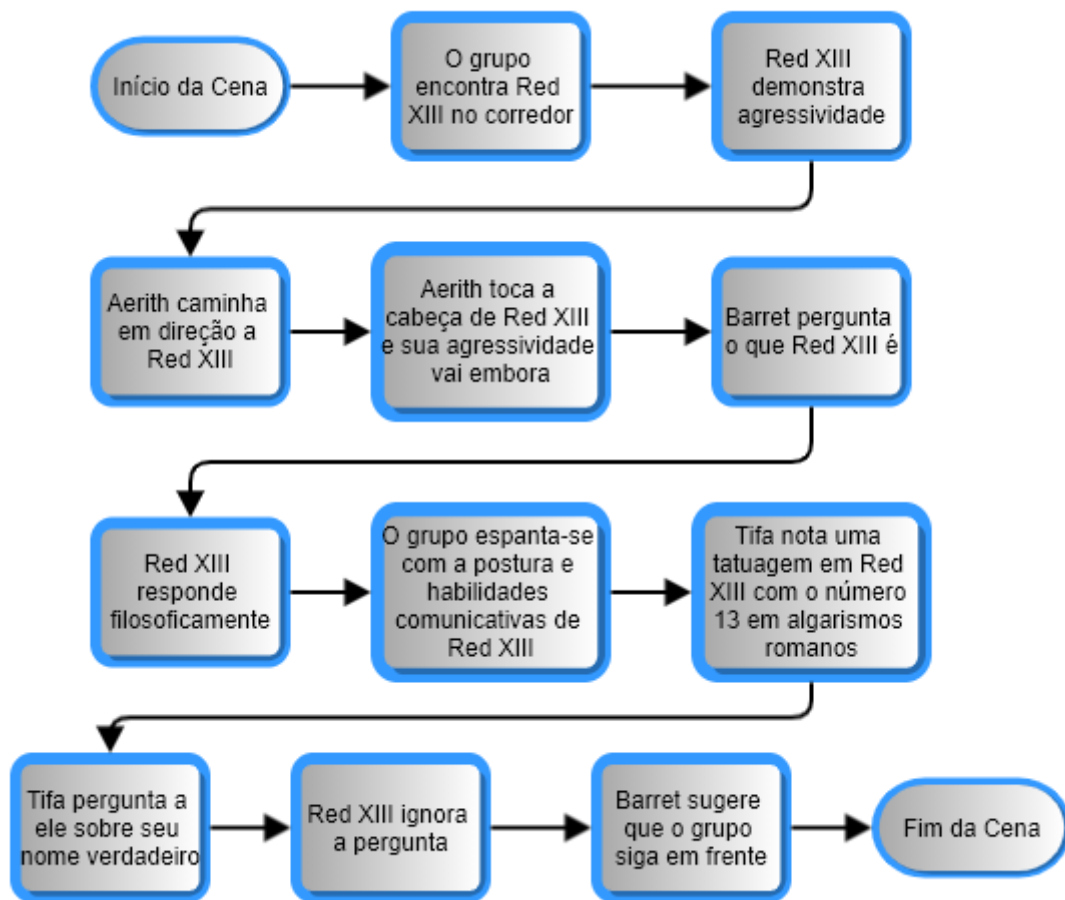 Início da Cena
O grupo
encontra Red
XIII no corredor
Red XIII
demonstra
agressividade
Aerith caminha
em direção a
Red XIII
Aerith toca a
cabeça de Red XIII
e sua agressividade
vai embora
Barret pergunta
o que Red XIII é
Red XIII
responde
filosoficamente
O grupo espanta-se
com a postura e
habilidades
comunicativas de
Red XIII
Tifa nota uma
tatuagem em Red
XIII com o número
13 em algarismos
romanos
Tifa pergunta a
ele sobre seu
nome verdadeiro
Red XIII ignora
a pergunta
Barret sugere
que o grupo
siga em frente
Fim da Cena